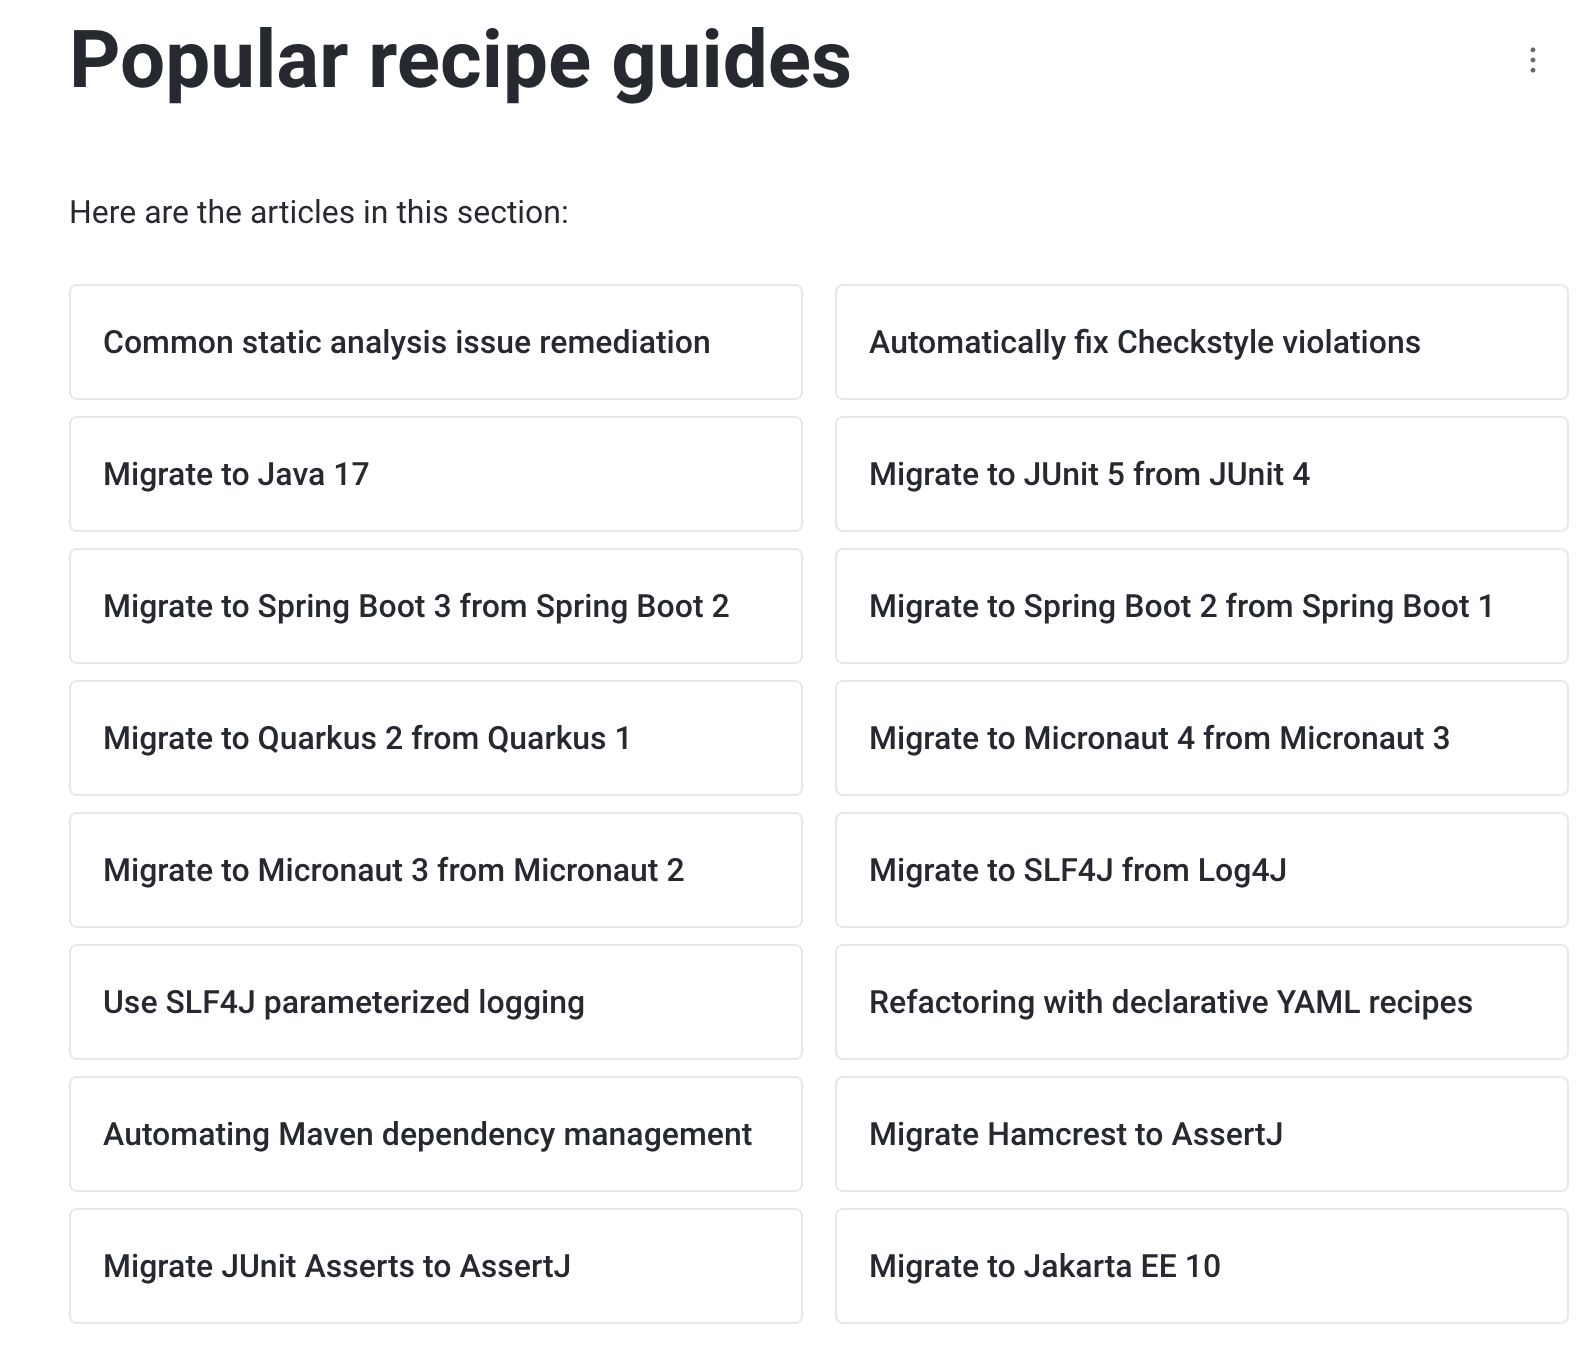 Popular recipe guides
Here are the articles in this section:
Common static analysis issue remediation
Automatically fix Checkstyle violations
Migrate to Java 17
Migrate to JUnit 5 from JUnit 4
Migrate to Spring Boot 3 from Spring Boot 2
Migrate to Spring Boot 2 from Spring Boot 1
Migrate to Quarkus 2 from Quarkus 1
Migrate to Micronaut 4 from Micronaut 3
Migrate to Micronaut 3 from Micronaut 2
Migrate to SLF4J from Log4J
Use SLF4J parameterized logging
Refactoring with declarative YAML recipes
Automating Maven dependency management
Migrate Hamcrest to AssertJ
Migrate JUnit Asserts to AssertJ
Migrate to Jakarta EE 10